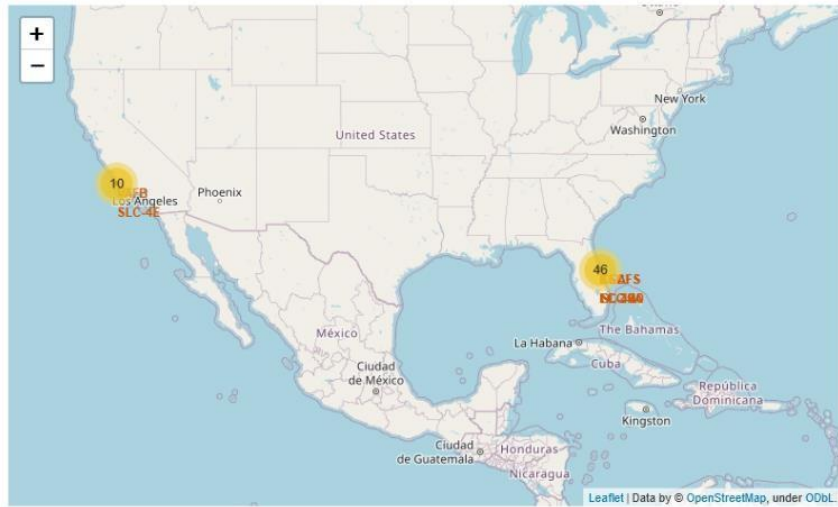 +
−
United States
New York
Washington
10
Los Angeles
Phoenix
SLC-4E
46
The Bahamas
México
La Habana
Cuba
Ciudad
de México
República
Dominicana
Kingston
Ciudad
de Guatemala
Honduras
Nicaragua
Leaflet | Data by © OpenStreetMap, under ODbL.